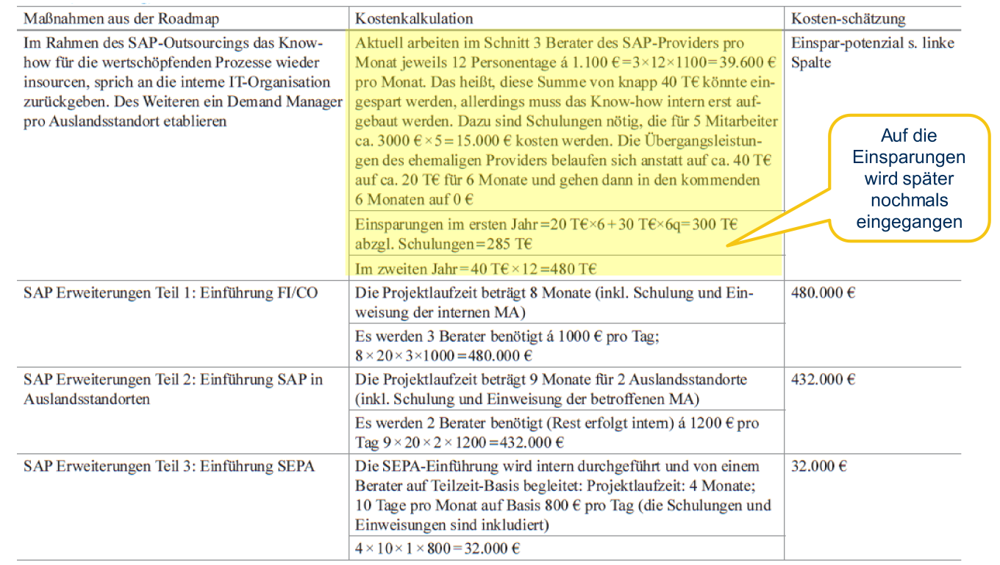 Maßnahmen aus der Roadmap
Kostenkalkulation
Kosten-schätzung
Im Rahmen des SAP-Outsourcings das Know-
how für die wertschöpfenden Prozesse wieder
insourcen, sprich an die interne IT-Organisation
zurückgeben. Des Weiteren ein Demand Manager
pro Auslandsstandort etablieren
Aktuell arbeiten im Schnitt 3 Berater des SAP-Providers pro
Monat jeweils 12 Personentage á 1.100 €=3×12×1100=39.600 €
pro Monat. Das heißt, diese Summe von knapp 40 T€ könnte ein-
gespart werden, allerdings muss das Know-how intern erst auf-
gebaut werden. Dazu sind Schulungen nötig, die für 5 Mitarbeiter
ca. 3000 €×5=15.000 € kosten werden. Die Übergangsleistun-
gen des ehemaligen Providers belaufen sich anstatt auf ca. 40 T€
auf ca. 20 T€ für 6 Monate und gehen dann in den kommenden
6 Monaten auf 0 €
Einsparungen im ersten Jahr=20 T€×6+30 T€×6q=300 T€
abzgl. Schulungen=285 T€
Im zweiten Jahr=40 T€×12=480 T€
Einspar-potenzial s. linke
Spalte
Auf die
Einsparungen
wird später
nochmals
eingegangen
SAP Erweiterungen Teil 1: Einführung FI/CO
Die Projektlaufzeit beträgt 8 Monate (inkl. Schulung und Ein-
weisung der internen MA)
Es werden 3 Berater benötigt á 1000 € pro Tag;
8×20×3×1000=480.000 €
480.000 €
SAP Erweiterungen Teil 2: Einführung SAP in
Auslandsstandorten
Die Projektlaufzeit beträgt 9 Monate für 2 Auslandsstandorte
(inkl. Schulung und Einweisung der betroffenen MA)
Es werden 2 Berater benötigt (Rest erfolgt intern) á 1200 € pro
Tag 9×20×2×1200=432.000 €
432.000 €
SAP Erweiterungen Teil 3: Einführung SEPA
Die SEPA-Einführung wird intern durchgeführt und von einem
Berater auf Teilzeit-Basis begleitet: Projektlaufzeit: 4 Monate;
10 Tage pro Monat auf Basis 800 € pro Tag (die Schulungen und
Einweisungen sind inkludiert)
4×10×1×800=32.000 €
32.000 €